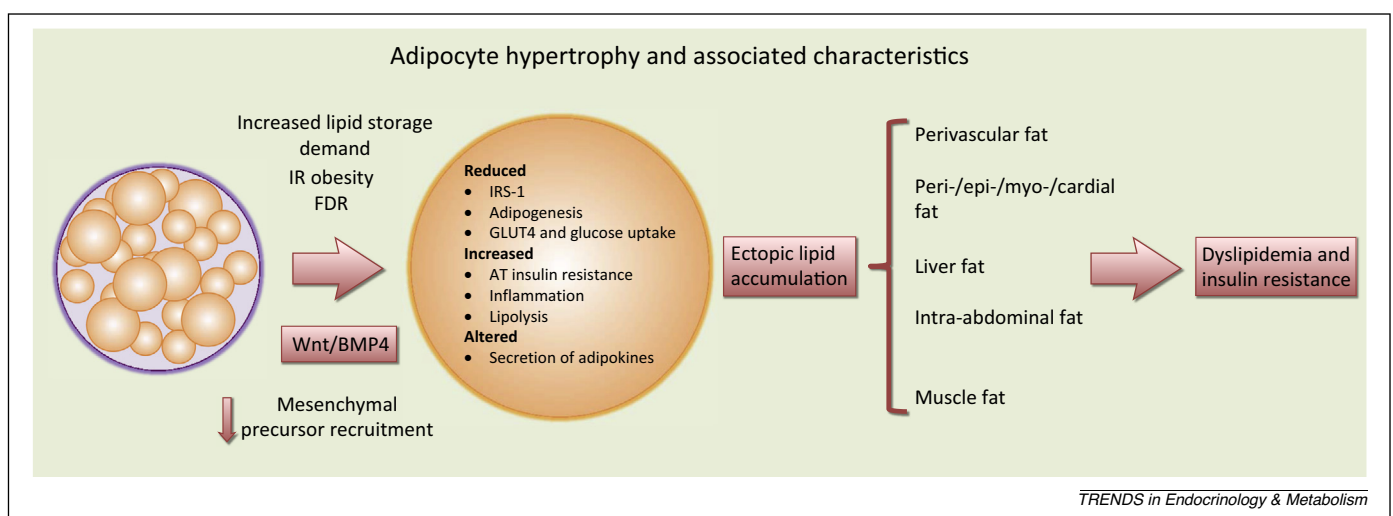 Adipocyte hypertrophy and associated characteristics
Increased lipid storage
demand
IR obesity
FDR
Wnt/BMP4
Mesenchymal
precursor recruitment
Reduced
• IRS-1
• Adipogenesis
• GLUT4 and glucose uptake
Increased
• AT insulin resistance
• Inflammation
• Lipolysis
Altered
• Secretion of adipokines
Ectopic lipid
accumulation
Perivascular fat
Peri-/epi-/myo-/cardial
fat
Liver fat
Intra-abdominal fat
Muscle fat
Dyslipidemia and
insulin resistance
TRENDS in Endocrinology & Metabolism